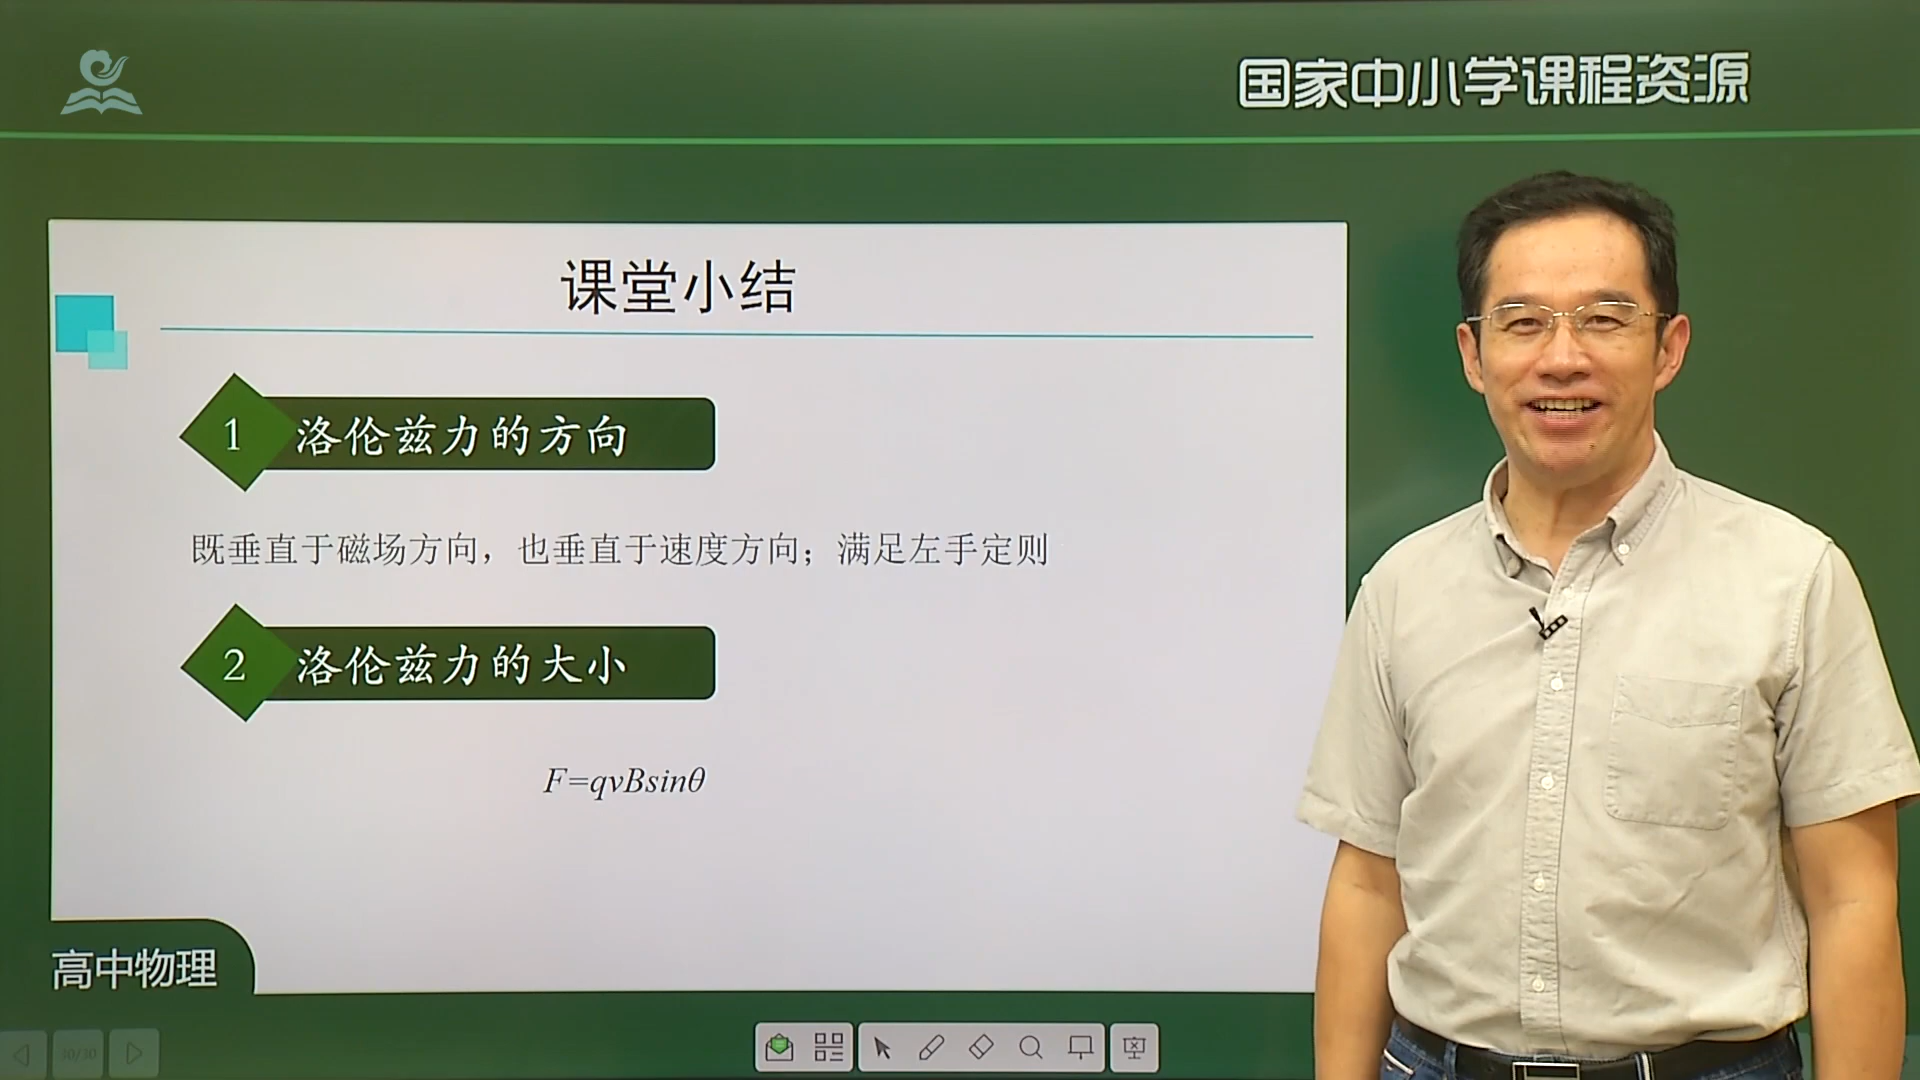 国家中小学课程资源
课堂小结
1 洛伦兹力的方向
既垂直于磁场方向，也垂直于速度方向；满足左手定则
2 洛伦兹力的大小
F=qvBsinθ
高中物理
30/30